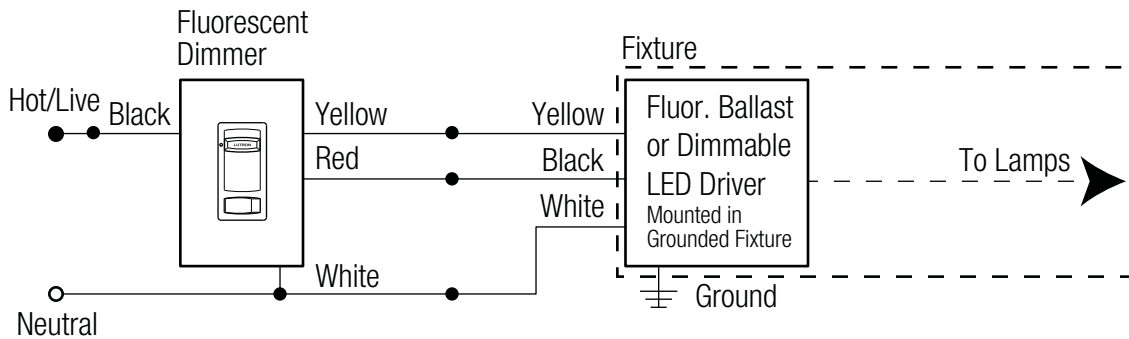 Fluorescent
Dimmer
Fixture
Hot/Live
Black
Yellow
Yellow
Fluor. Ballast
or Dimmable
LED Driver
Mounted in
Grounded Fixture
LUTRON
Red
Black
To Lamps
White
White
Ground
Neutral